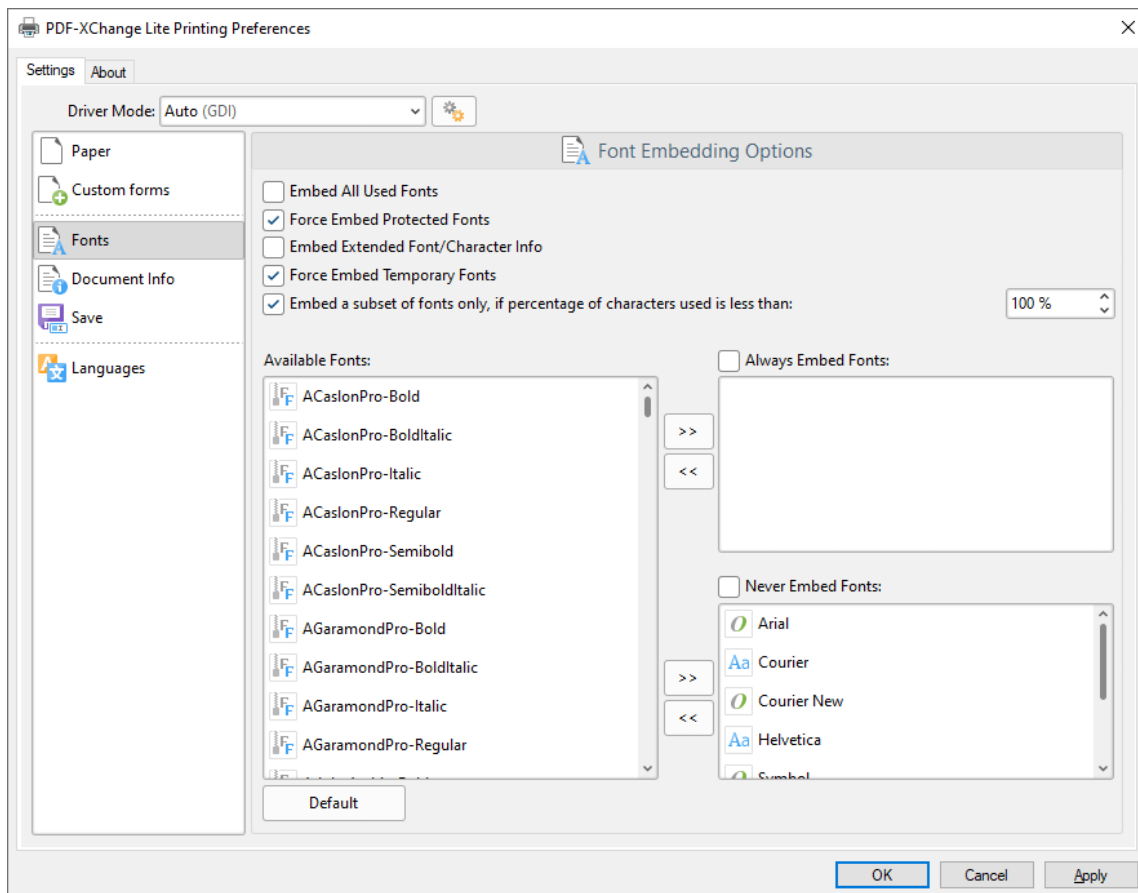 PDF-XChange Lite Printing Preferences
Settings
About
Driver Mode: Auto (GDI)
Paper
Custom forms
Fonts
Document Info
Save
Languages
Font Embedding Options
Embed All Used Fonts
Force Embed Protected Fonts
Embed Extended Font/Character Info
Force Embed Temporary Fonts
Embed a subset of fonts only, if percentage of characters used is less than: 100 %
Available Fonts:
ACaslonPro-Bold
ACaslonPro-BoldItalic
ACaslonPro-Italic
ACaslonPro-Regular
ACaslonPro-Semibold
ACaslonPro-SemiboldItalic
AGaramondPro-Bold
AGaramondPro-BoldItalic
AGaramondPro-Italic
AGaramondPro-Regular
>>
<<
Always Embed Fonts:
>>
<<
Never Embed Fonts:
Arial
Courier
Courier New
Helvetica
Symbol
Default
OK
Cancel
Apply